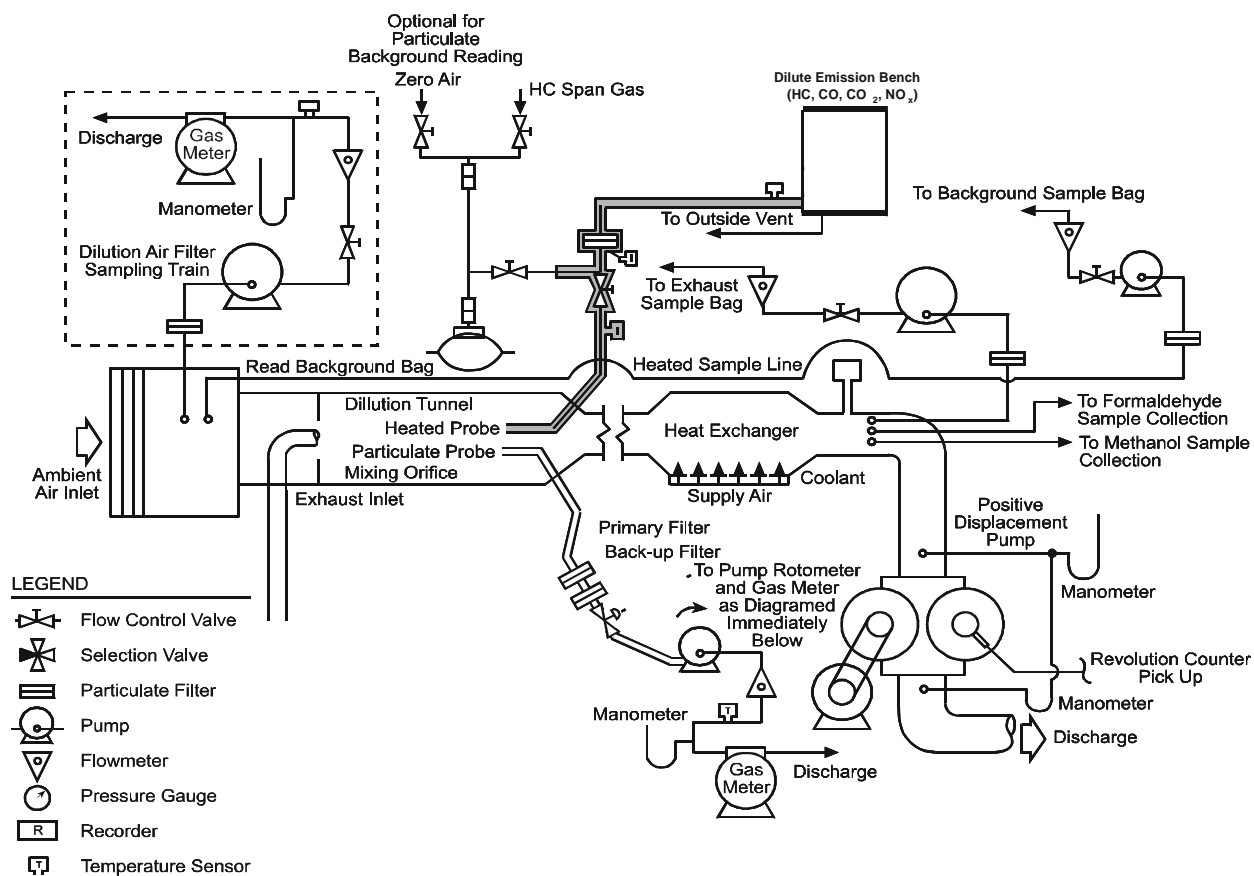 Optional for
Particulate
Background Reading
Zero Air
HC Span Gas
Dilute Emission Bench
(HC, CO, CO 2, NO x)
Discharge
Gas
Meter
Manometer
Dilution Air Filter
Sampling Train
To Outside Vent
To Background Sample Bag
To Exhaust
Sample Bag
Read Background Bag
Heated Sample Line
Dilution Tunnel
Heated Probe
Particulate Probe
Mixing Orifice
Exhaust Inlet
Ambient
Air Inlet
Heat Exchanger
Supply Air
Coolant
To Formaldehyde
Sample Collection
To Methanol Sample
Collection
Positive
Displacement
Pump
Primary Filter
Back-up Filter
To Pump Rotometer
and Gas Meter
as Diagramed
Immediately
Below
Manometer
Revolution Counter
Pick Up
Manometer
Discharge
Manometer
T
Gas
Meter
Discharge
LEGEND
Flow Control Valve
Selection Valve
Particulate Filter
Pump
Flowmeter
Pressure Gauge
R
Recorder
T
Temperature Sensor